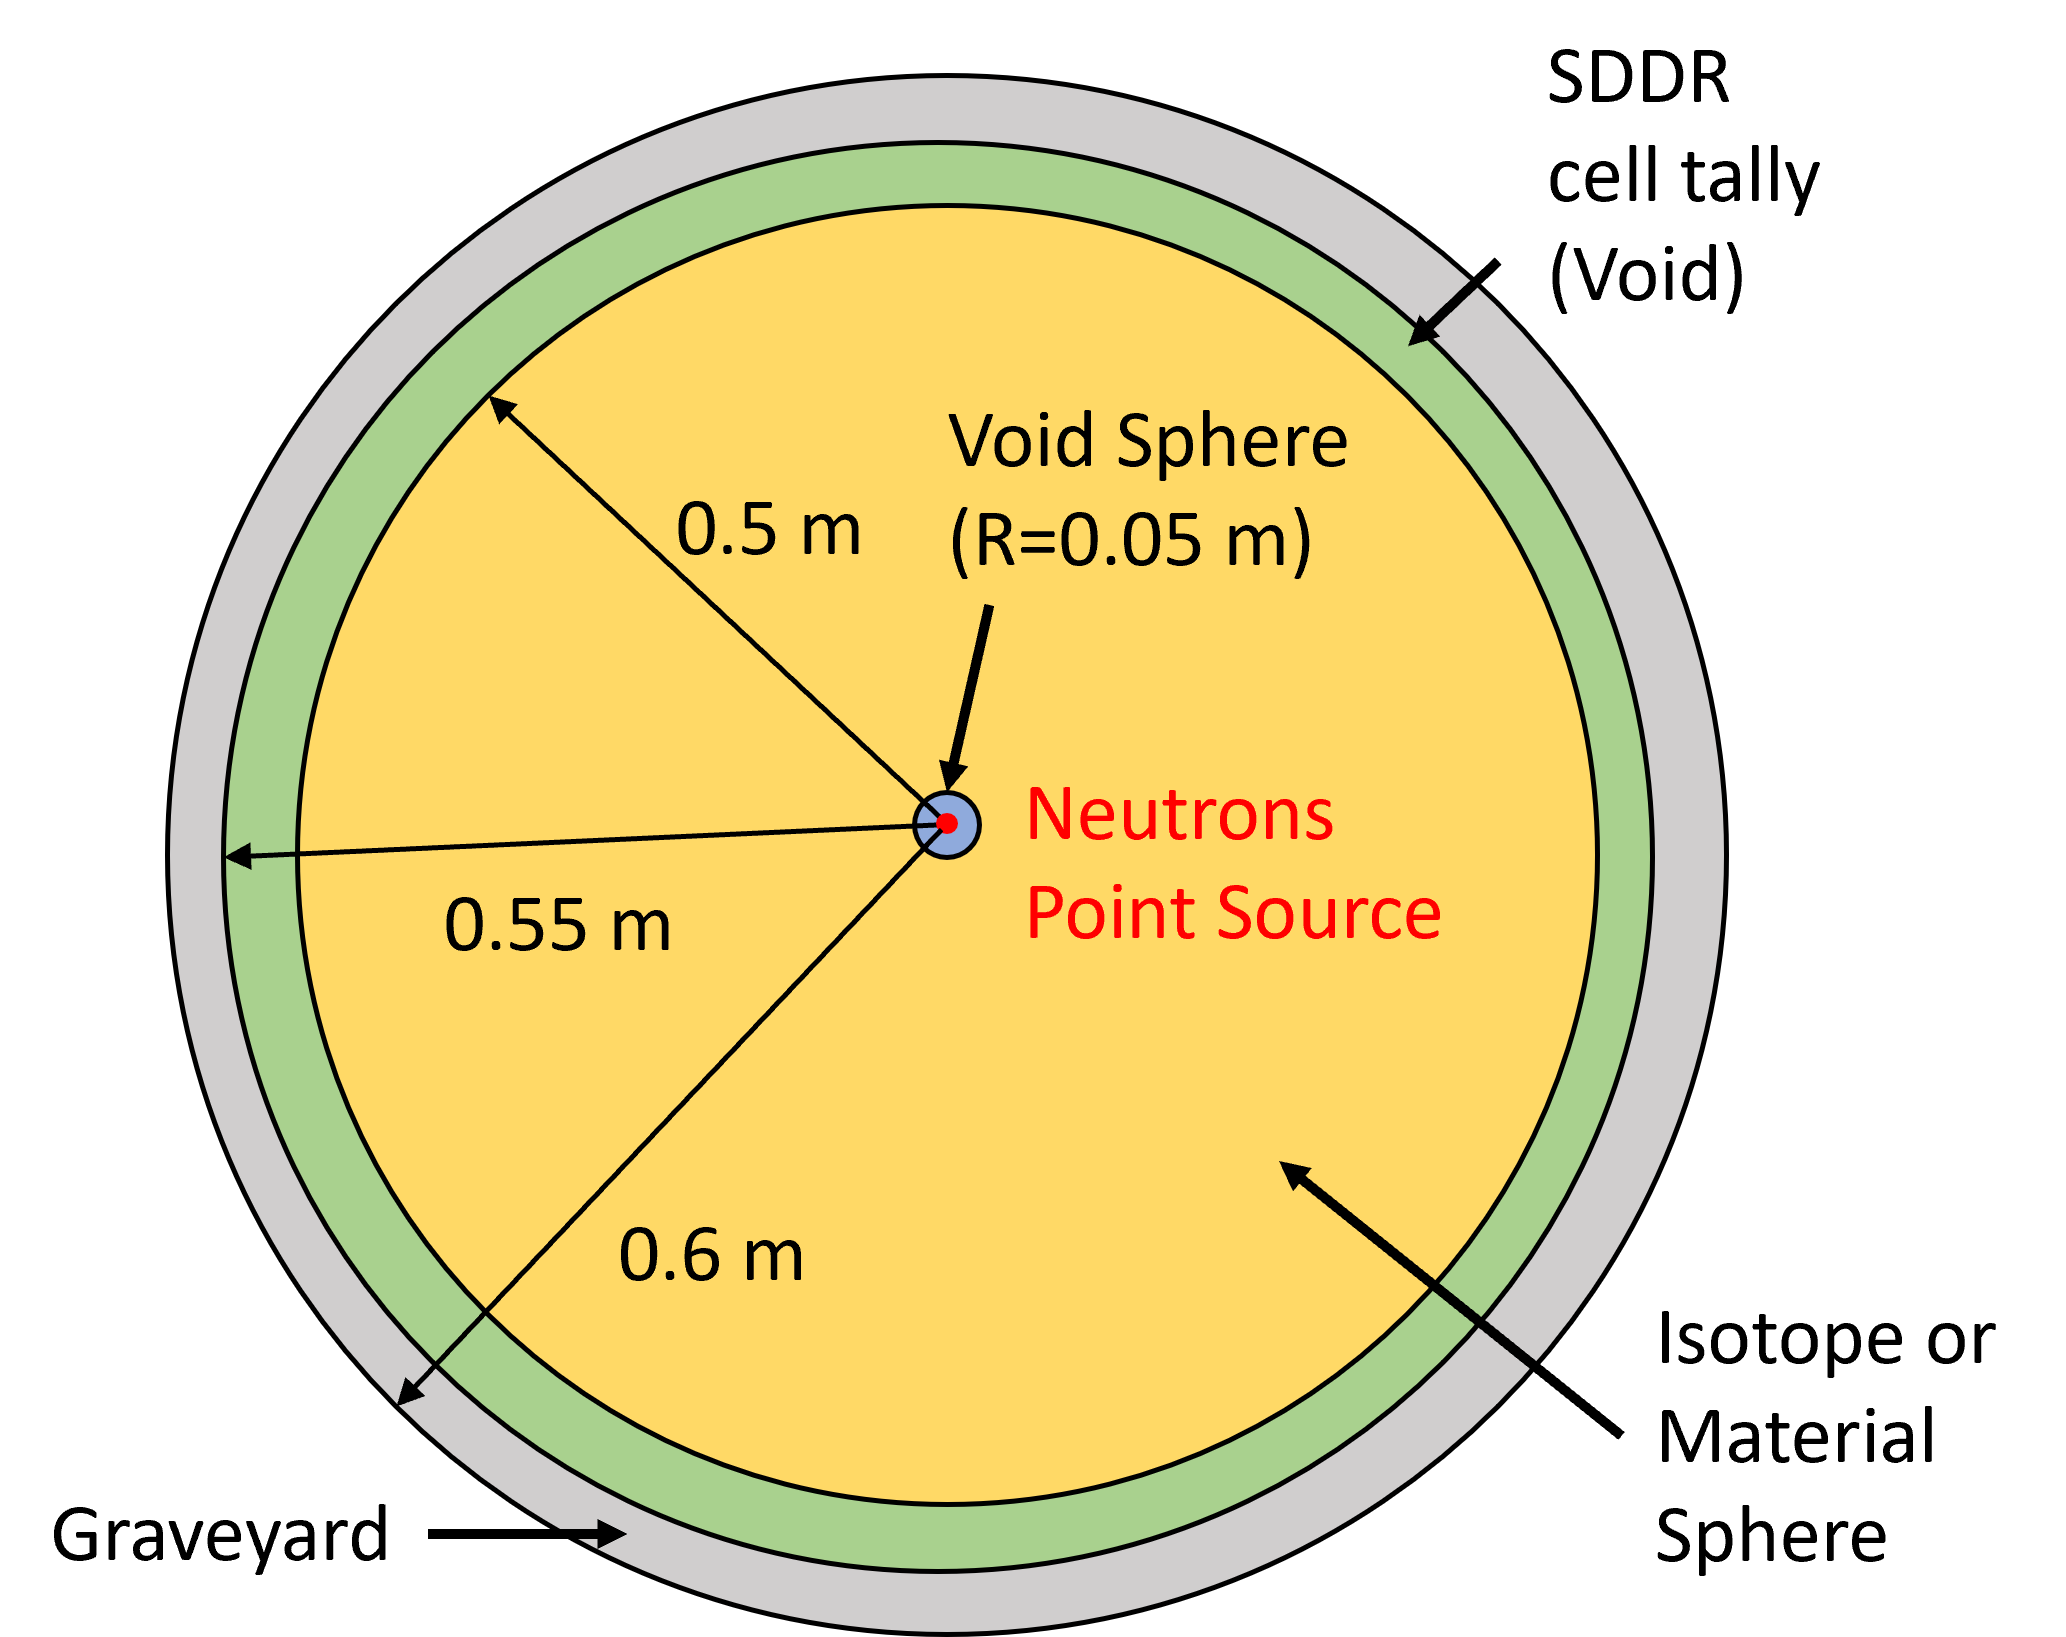 SDDR
cell tally
(Void)
Void Sphere
(R=0.05 m)
0.5 m
Neutrons
Point Source
0.55 m
0.6 m
Isotope or
Material
Sphere
Graveyard